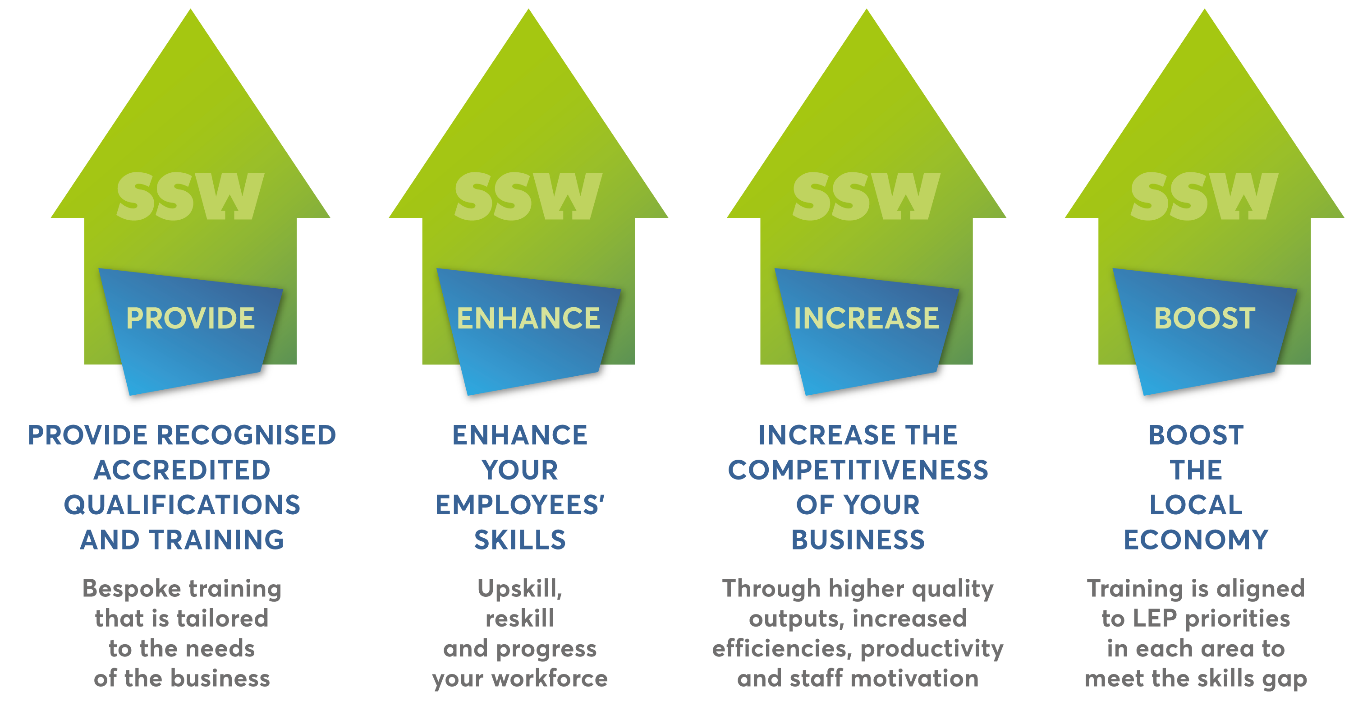 SSW
PROVIDE
PROVIDE RECOGNISED
ACCREDITED
QUALIFICATIONS
AND TRAINING
Bespoke training
that is tailored
to the needs
of the business
SSW
ENHANCE
ENHANCE
YOUR
EMPLOYEES’
SKILLS
Upskill,
reskill
and progress
your workforce
SSW
INCREASE
INCREASE THE
COMPETITIVENESS
OF YOUR
BUSINESS
Through higher quality
outputs, increased
efficiencies, productivity
and staff motivation
SSW
BOOST
BOOST
THE
LOCAL
ECONOMY
Training is aligned
to LEP priorities
in each area to
meet the skills gap